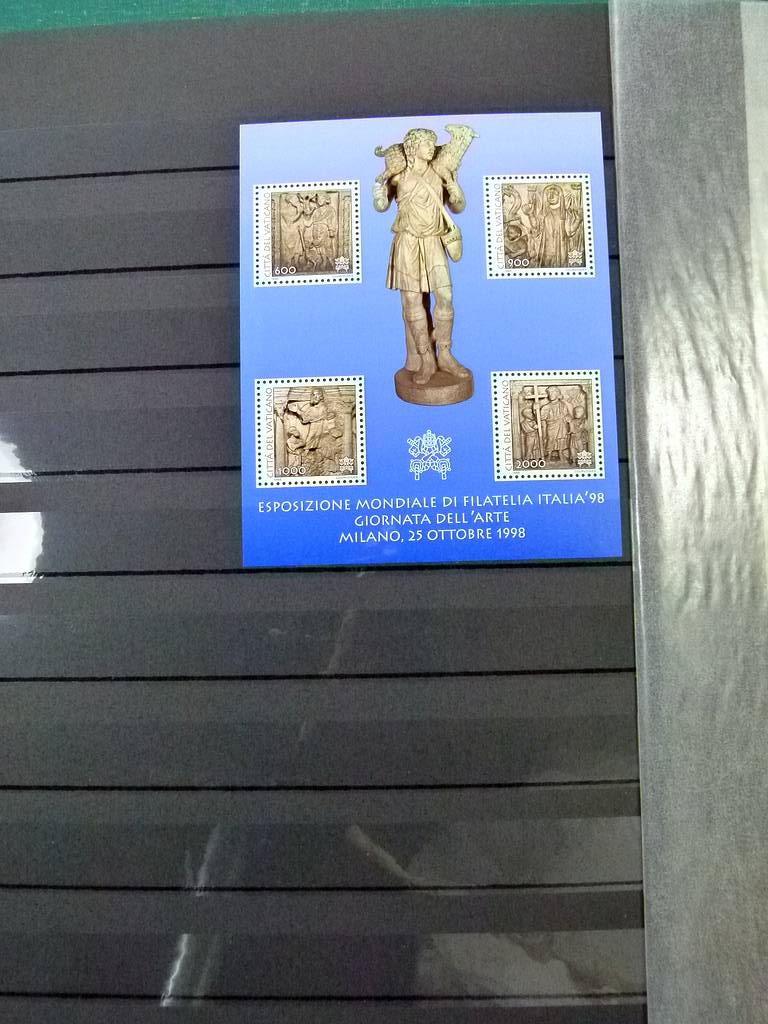 CITTÀ DEL VATICANO
600
CITTÀ DEL VATICANO
900
CITTÀ DEL VATICANO
1000
CITTÀ DEL VATICANO
2000
ESPOSIZIONE MONDIALE DI FILATELIA ITALIA'98
GIORNATA DELL'ARTE
MILANO, 25 OTTOBRE 1998